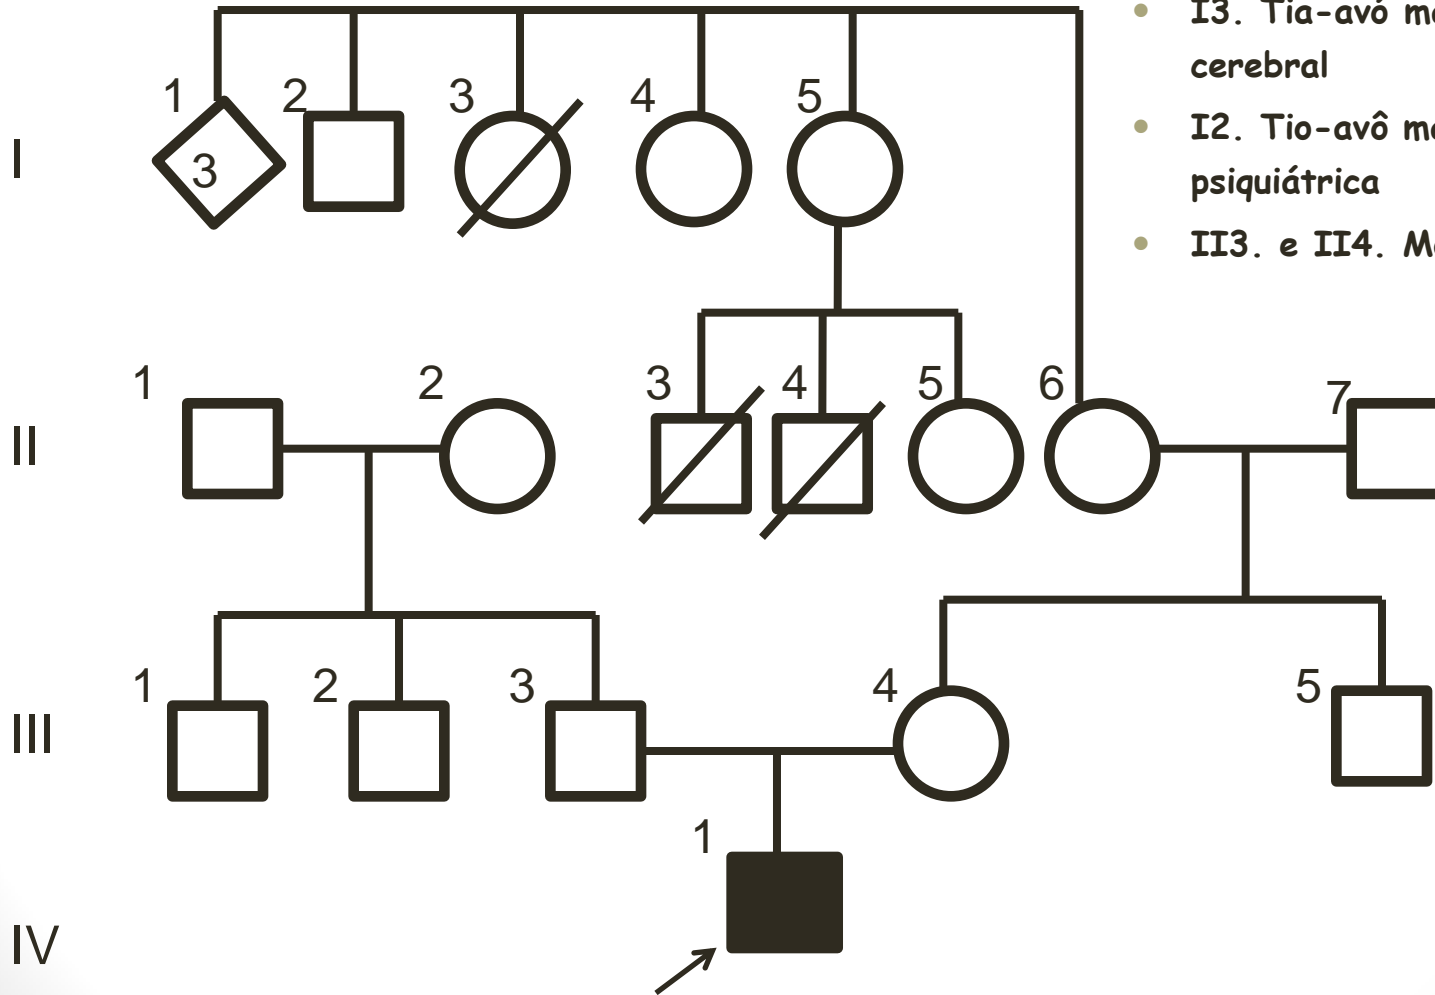 1 2 3 4 5
I
3
1 2 3 4 5 6 7
II
1 2 3 4 5
III
1
IV
I3. Tia-avó
cerebral
I2. Tio-avô
psiquiátrica
II3. e II4.